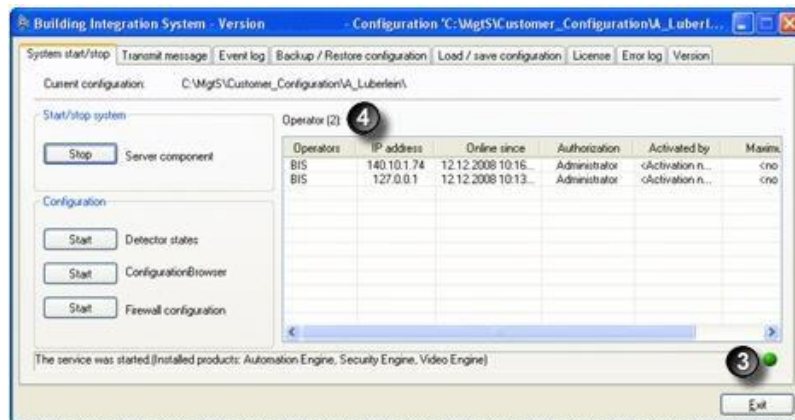 Building Integration System - Version - Configuration 'C:\MgtS\Customer_Configuration\A_Luberl...
System start/stop Transmit message Event log Backup / Restore configuration Load / save configuration License Error log Version
Current configuration: C:\MgtS\Customer_Configuration\A_Luberlein\
Start/stop system
Stop Server component
Configuration
Start Detector states
Start ConfigurationBrowser
Start Firewall configuration
Operator (2): 4
Operators IP address Online since Authorization Activated by Maximu
BIS 140.10.1.74 12.12.2008 10:16... Administrator <Activation n... <no
BIS 127.0.0.1 12.12.2008 10:13... Administrator <Activation n... <no
The service was started.(Installed products: Automation Engine, Security Engine, Video Engine) 3
Exit